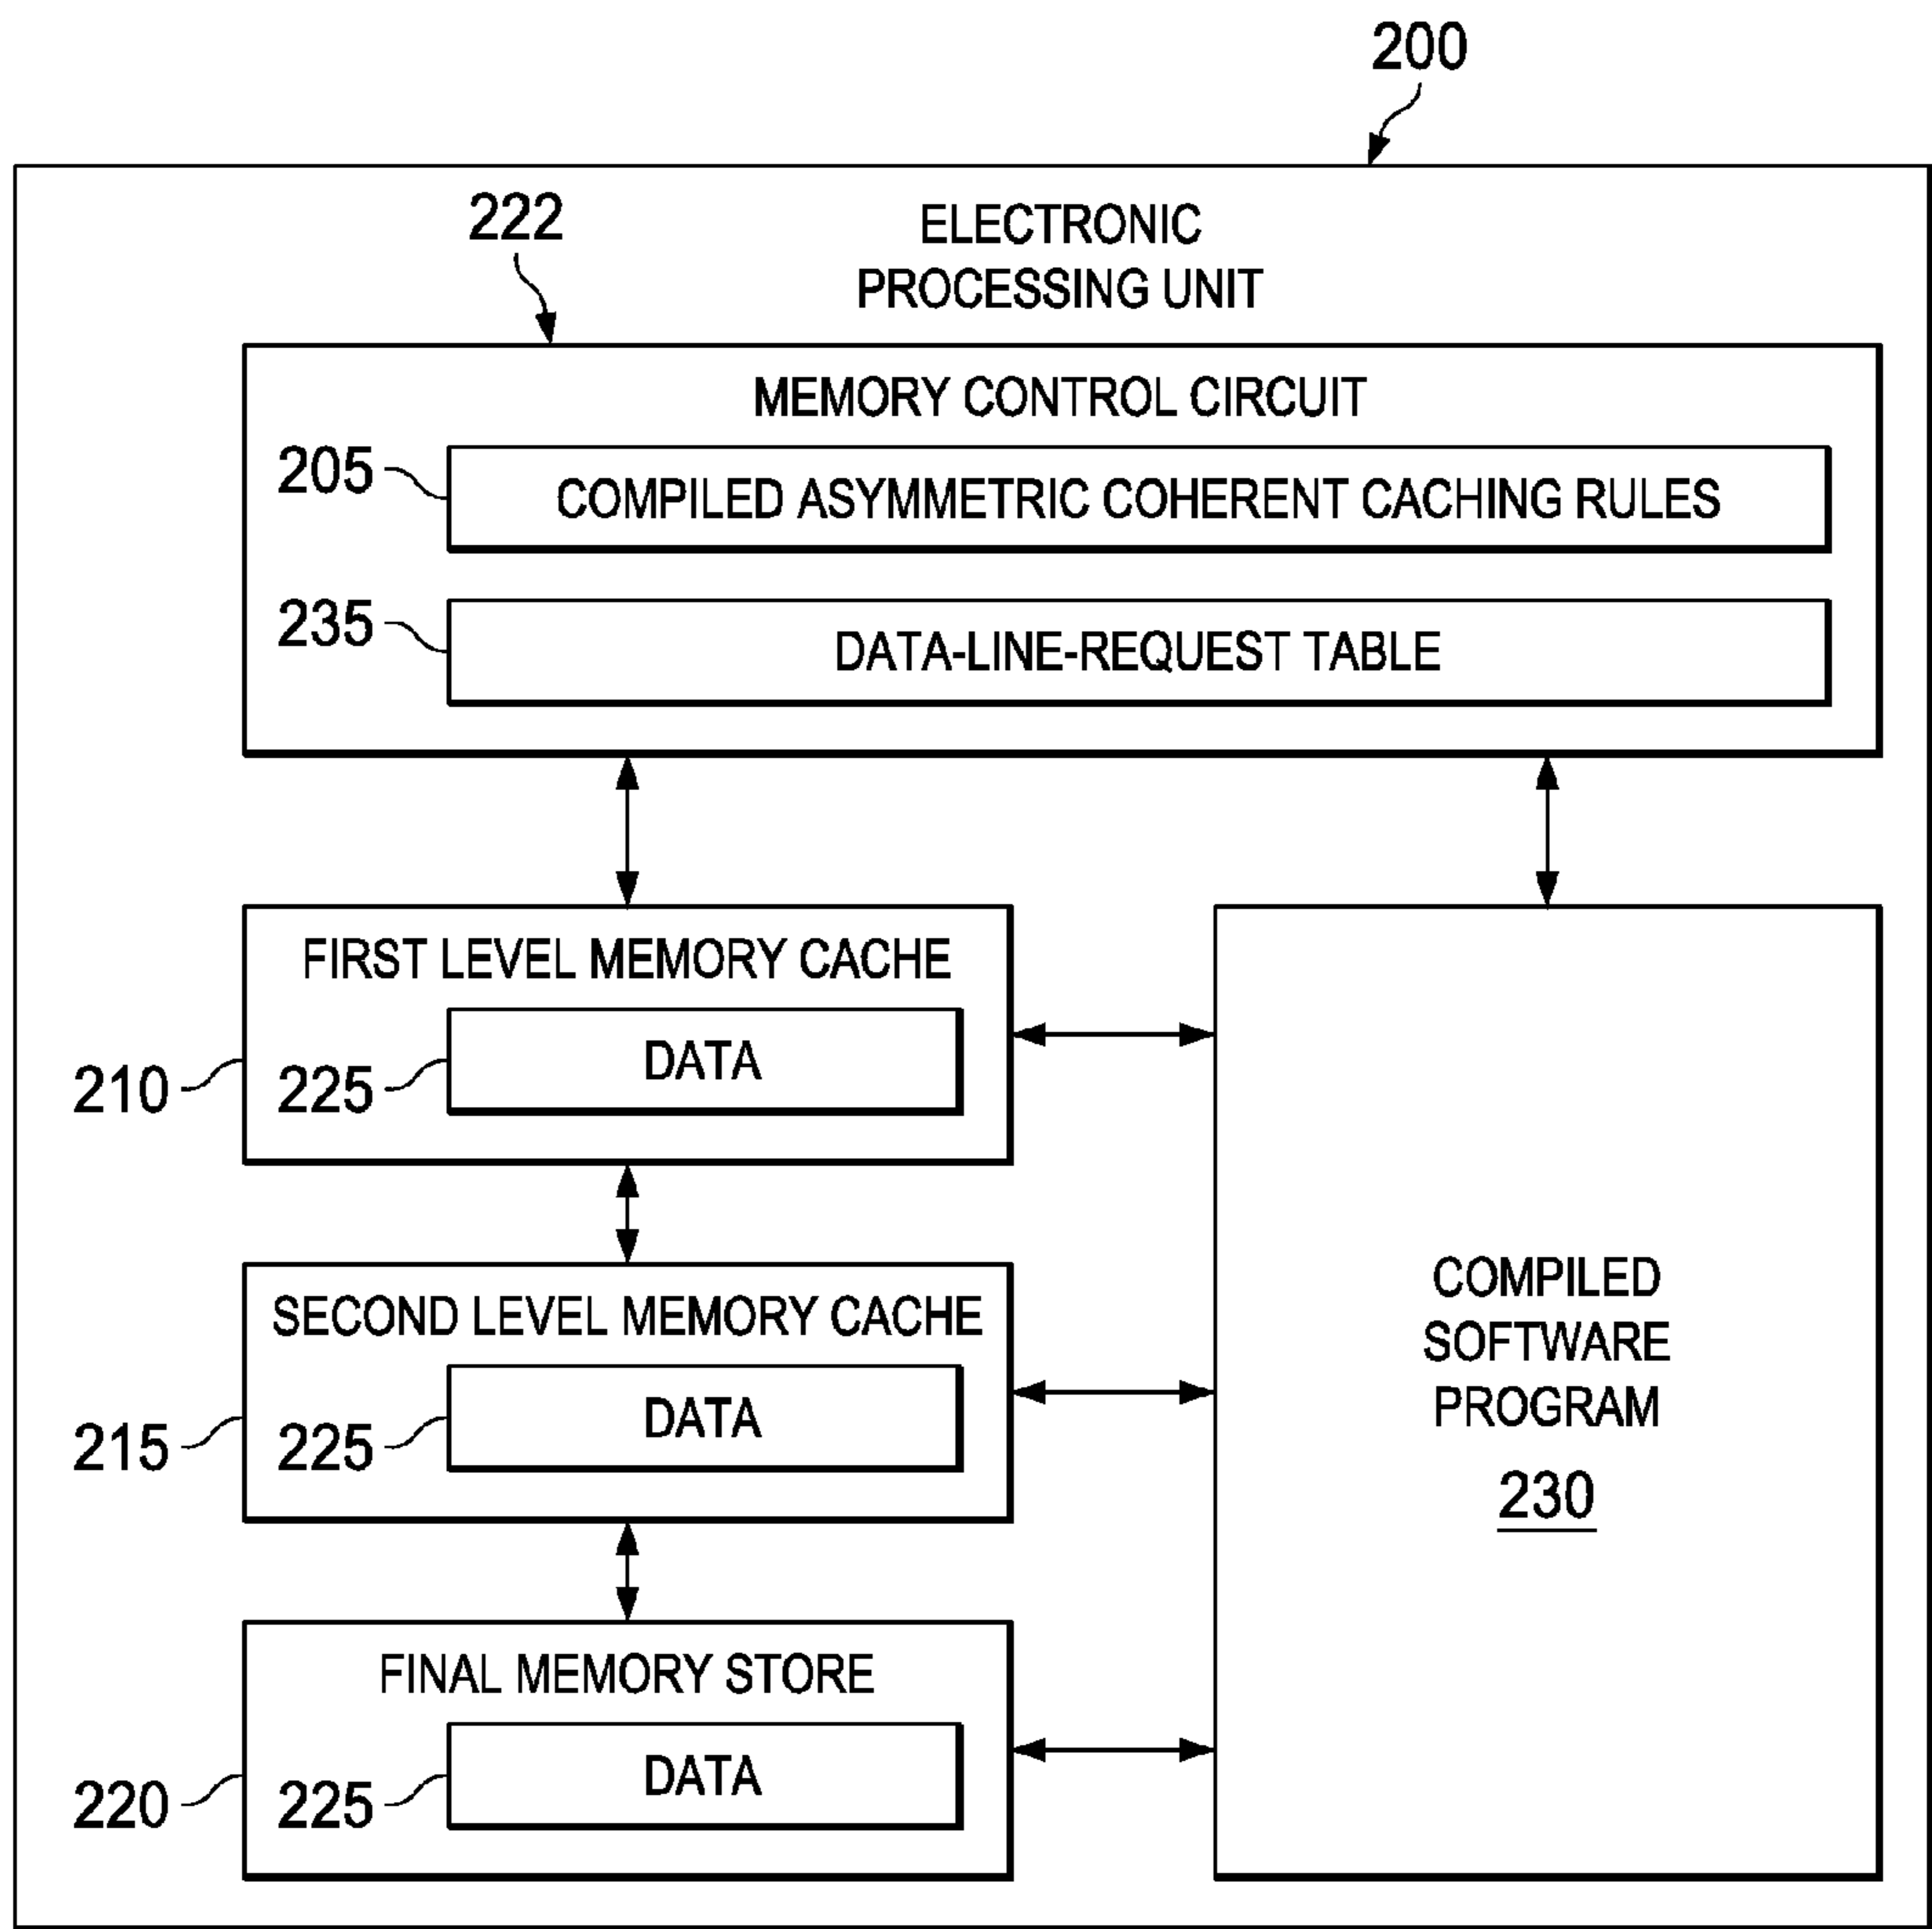 200
222
ELECTRONIC
PROCESSING UNIT
MEMORY CONTROL CIRCUIT
205
COMPILED ASYMMETRIC COHERENT CACHING RULES
235
DATA-LINE-REQUEST TABLE
FIRST LEVEL MEMORY CACHE
210
225
DATA
SECOND LEVEL MEMORY CACHE
215
225
DATA
FINAL MEMORY STORE
220
225
DATA
COMPILED
SOFTWARE
PROGRAM
230